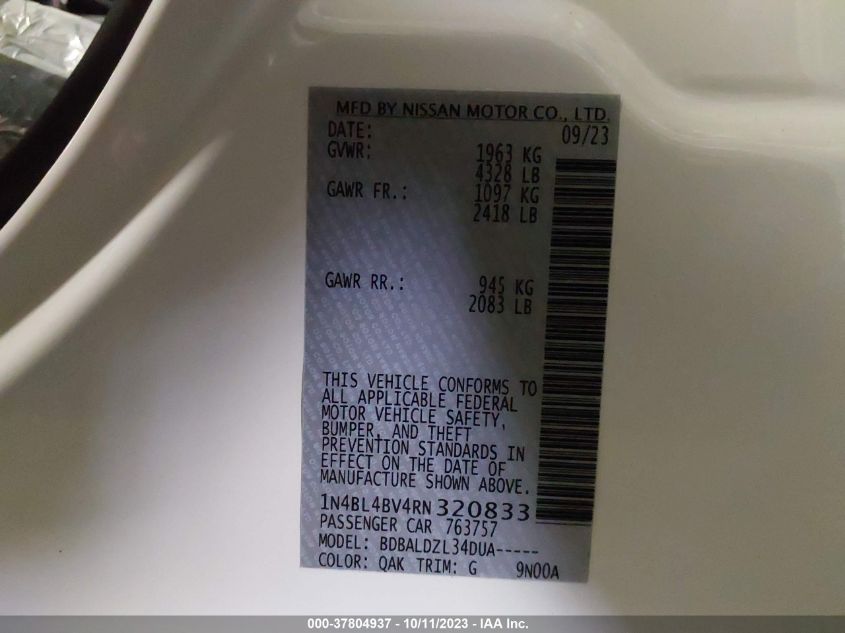 MFD BY NISSAN MOTOR CO., LTD.
DATE: 09/23
GVWR: 1963 KG
4328 LB
GAWR FR.: 1097 KG
2418 LB
GAWR RR.: 945 KG
2083 LB
THIS VEHICLE CONFORMS TO
ALL APPLICABLE FEDERAL
MOTOR VEHICLE SAFETY,
BUMPER, AND THEFT
PREVENTION STANDARDS IN
EFFECT ON THE DATE OF
MANUFACTURE SHOWN ABOVE.
1N4BL4BV4RN320833
PASSENGER CAR 763757
MODEL: BDBALDZL34DUA-----
COLOR: QAK TRIM: G 9N00A
000-37804937 - 10/11/2023 - IAA Inc.